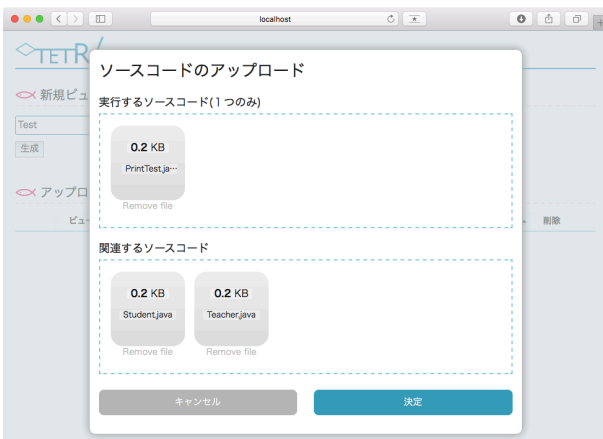 localhost
TETR/
ソースコードのアップロード
新規ビュ
実行するソースコード(１つのみ)
Test
0.2 KB
PrintTest.ja…
生成
Remove file
アップロ
ビュー
削除
関連するソースコード
0.2 KB
0.2 KB
Student.java
Teacher.java
Remove file
Remove file
キャンセル
決定